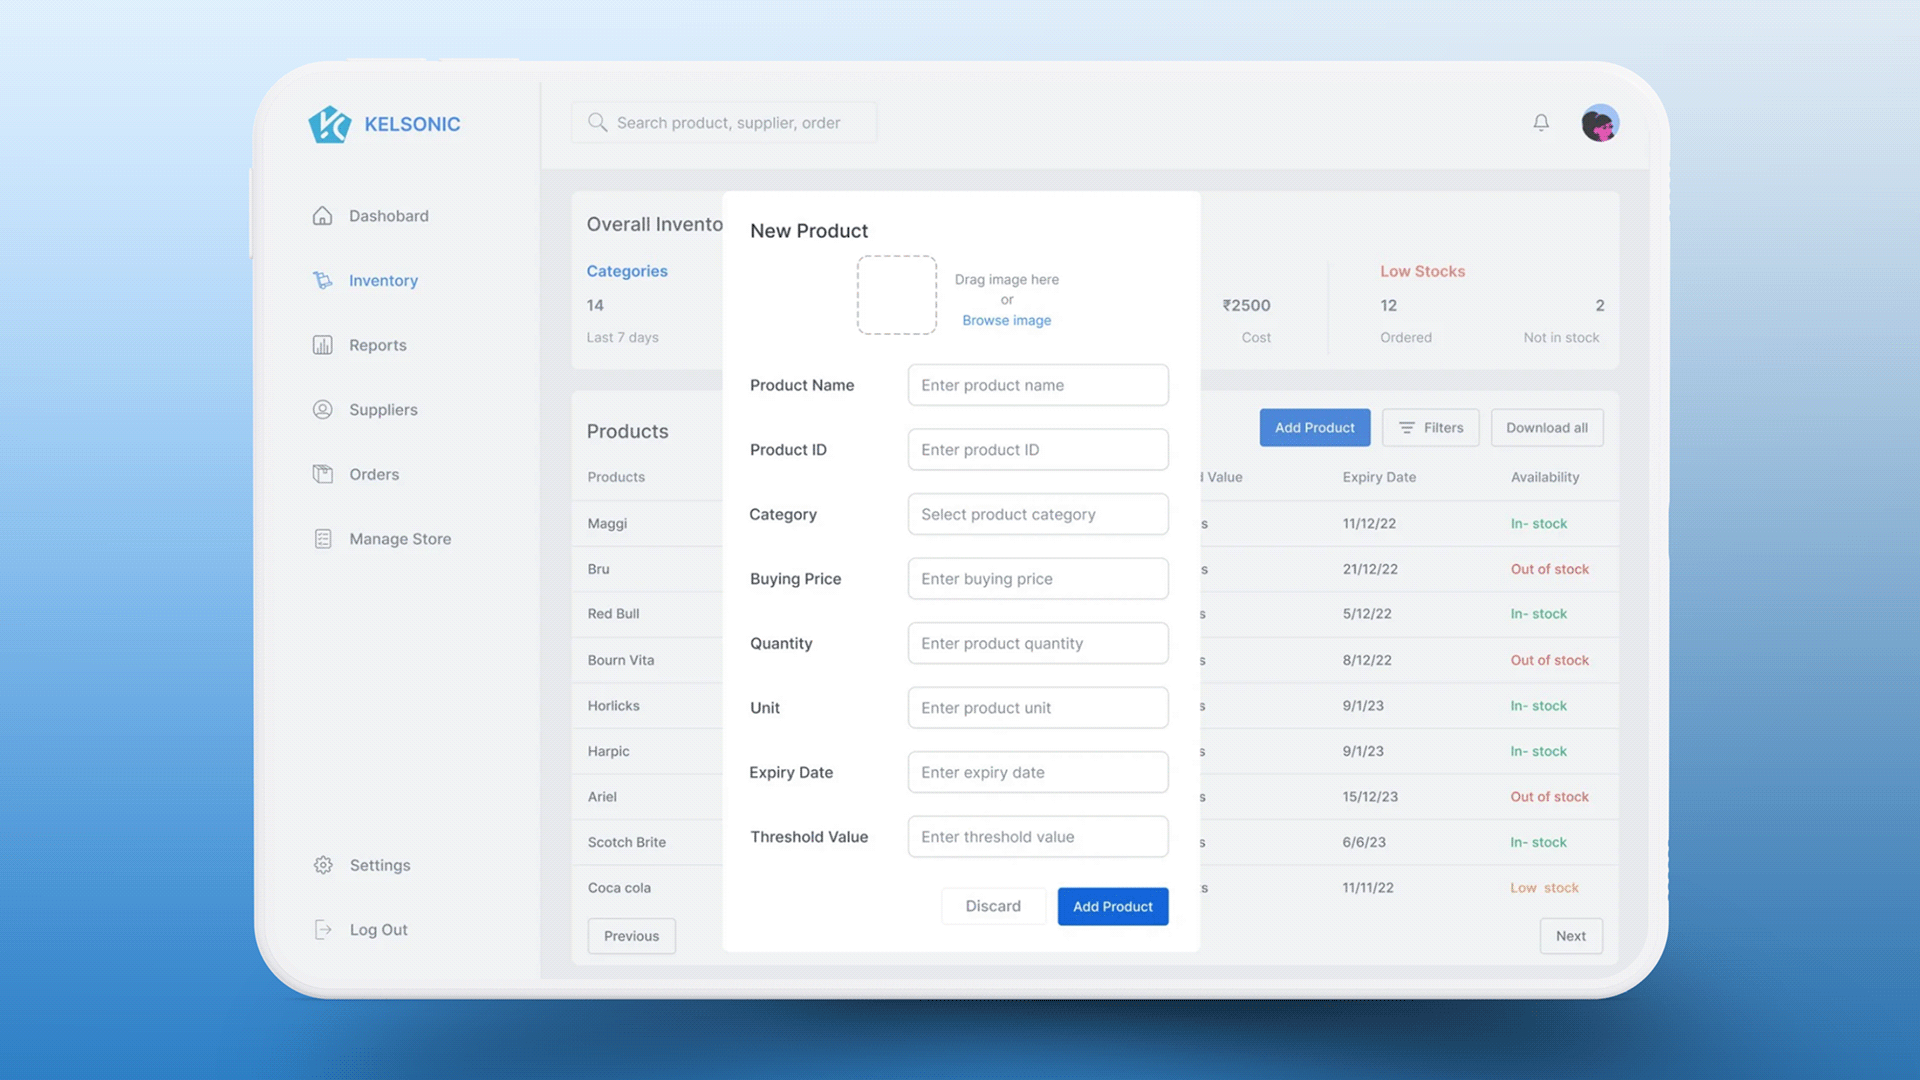 KELSONIC
Search product, supplier, order
Dashobard
Inventory
Reports
Suppliers
Orders
Manage Store
Settings
Log Out
Overall Invento
Categories
14
Last 7 days
₹2500
Cost
Low Stocks
12 2
Ordered Not in stock
New Product
Drag image here
or
Browse image
Product Name Enter product name
Product ID Enter product ID
Category Select product category
Buying Price Enter buying price
Quantity Enter product quantity
Unit Enter product unit
Expiry Date Enter expiry date
Threshold Value Enter threshold value
Discard Add Product
Products
Add Product Filters Download all
Products Value Expiry Date Availability
Maggi s 11/12/22 In- stock
Bru s 21/12/22 Out of stock
Red Bull s 5/12/22 In- stock
Bourn Vita s 8/12/22 Out of stock
Horlicks s 9/1/23 In- stock
Harpic s 9/1/23 In- stock
Ariel s 15/12/23 Out of stock
Scotch Brite s 6/6/23 In- stock
Coca cola s 11/11/22 Low stock
Previous Next